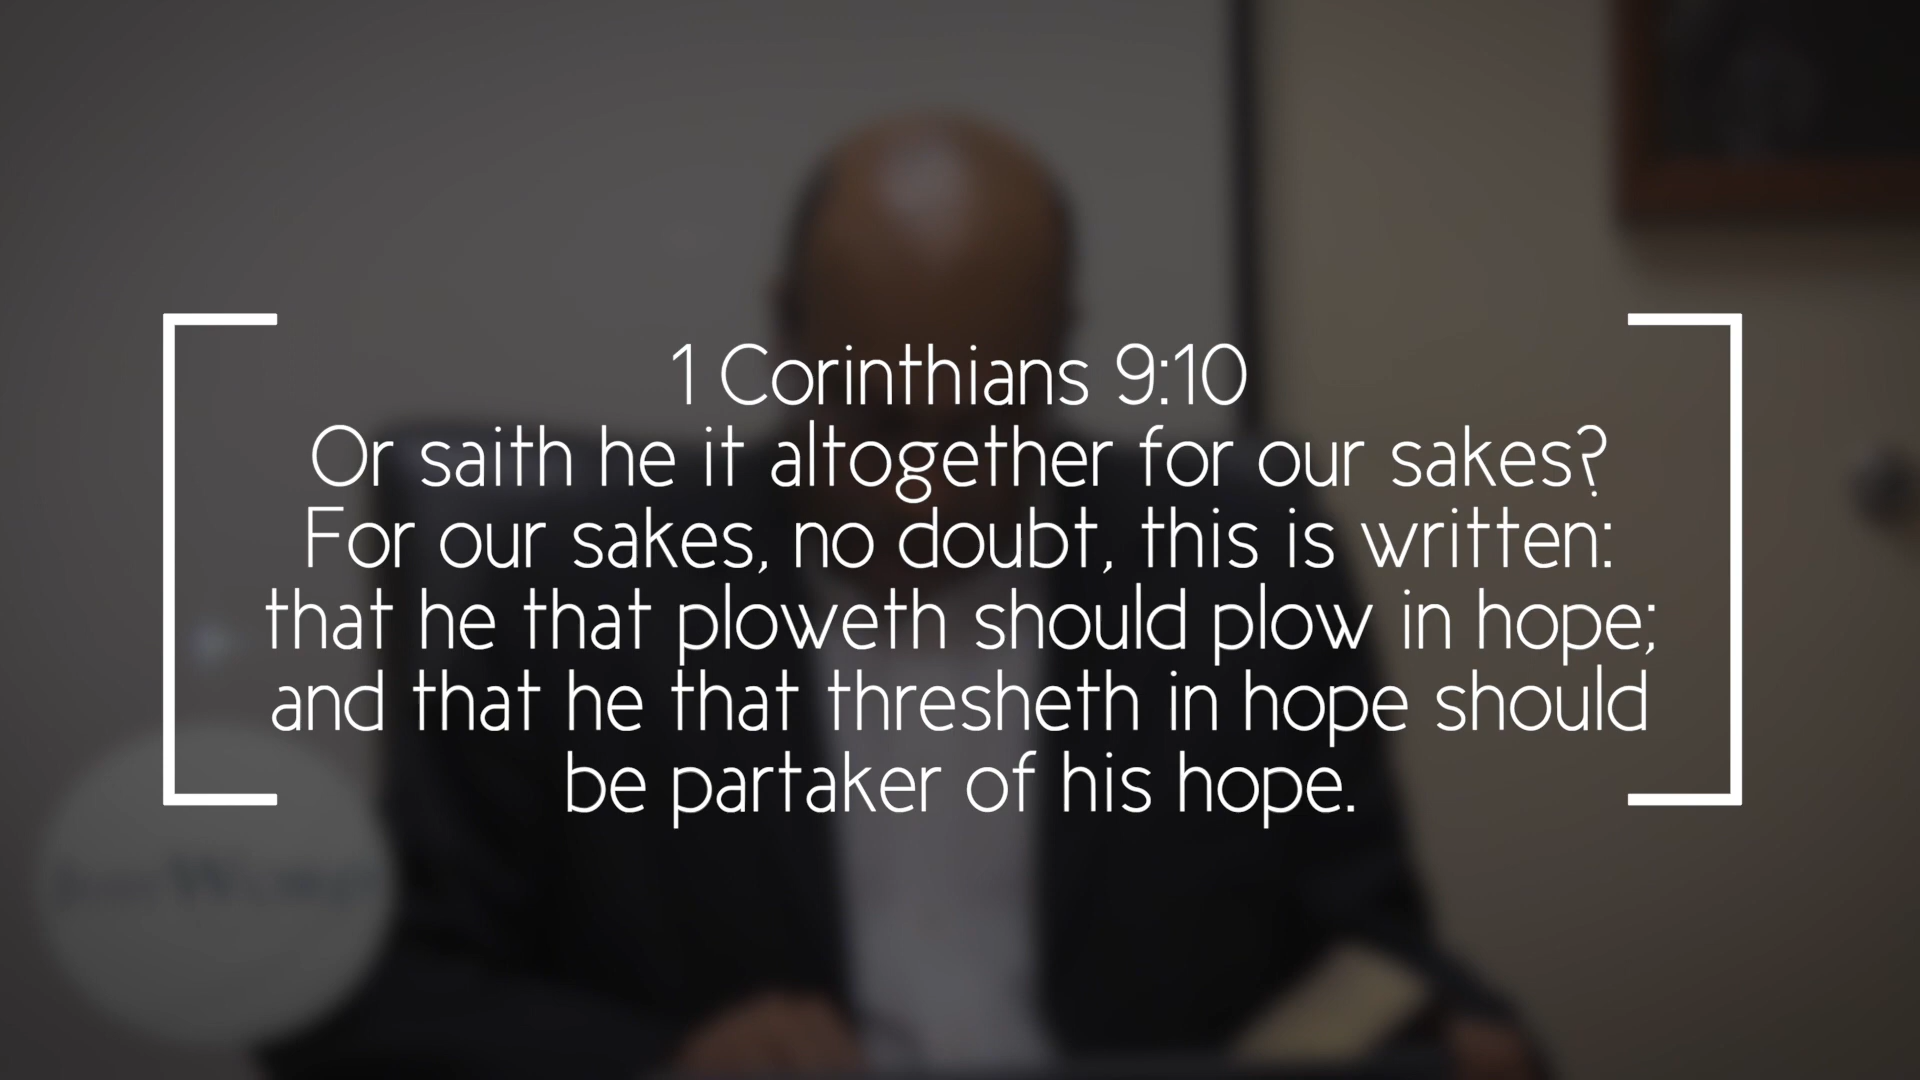 1 Corinthians 9:10
Or saith he it altogether for our sakes?
For our sakes, no doubt, this is written:
that he that ploweth should plow in hope;
and that he that thresheth in hope should
be partaker of his hope.